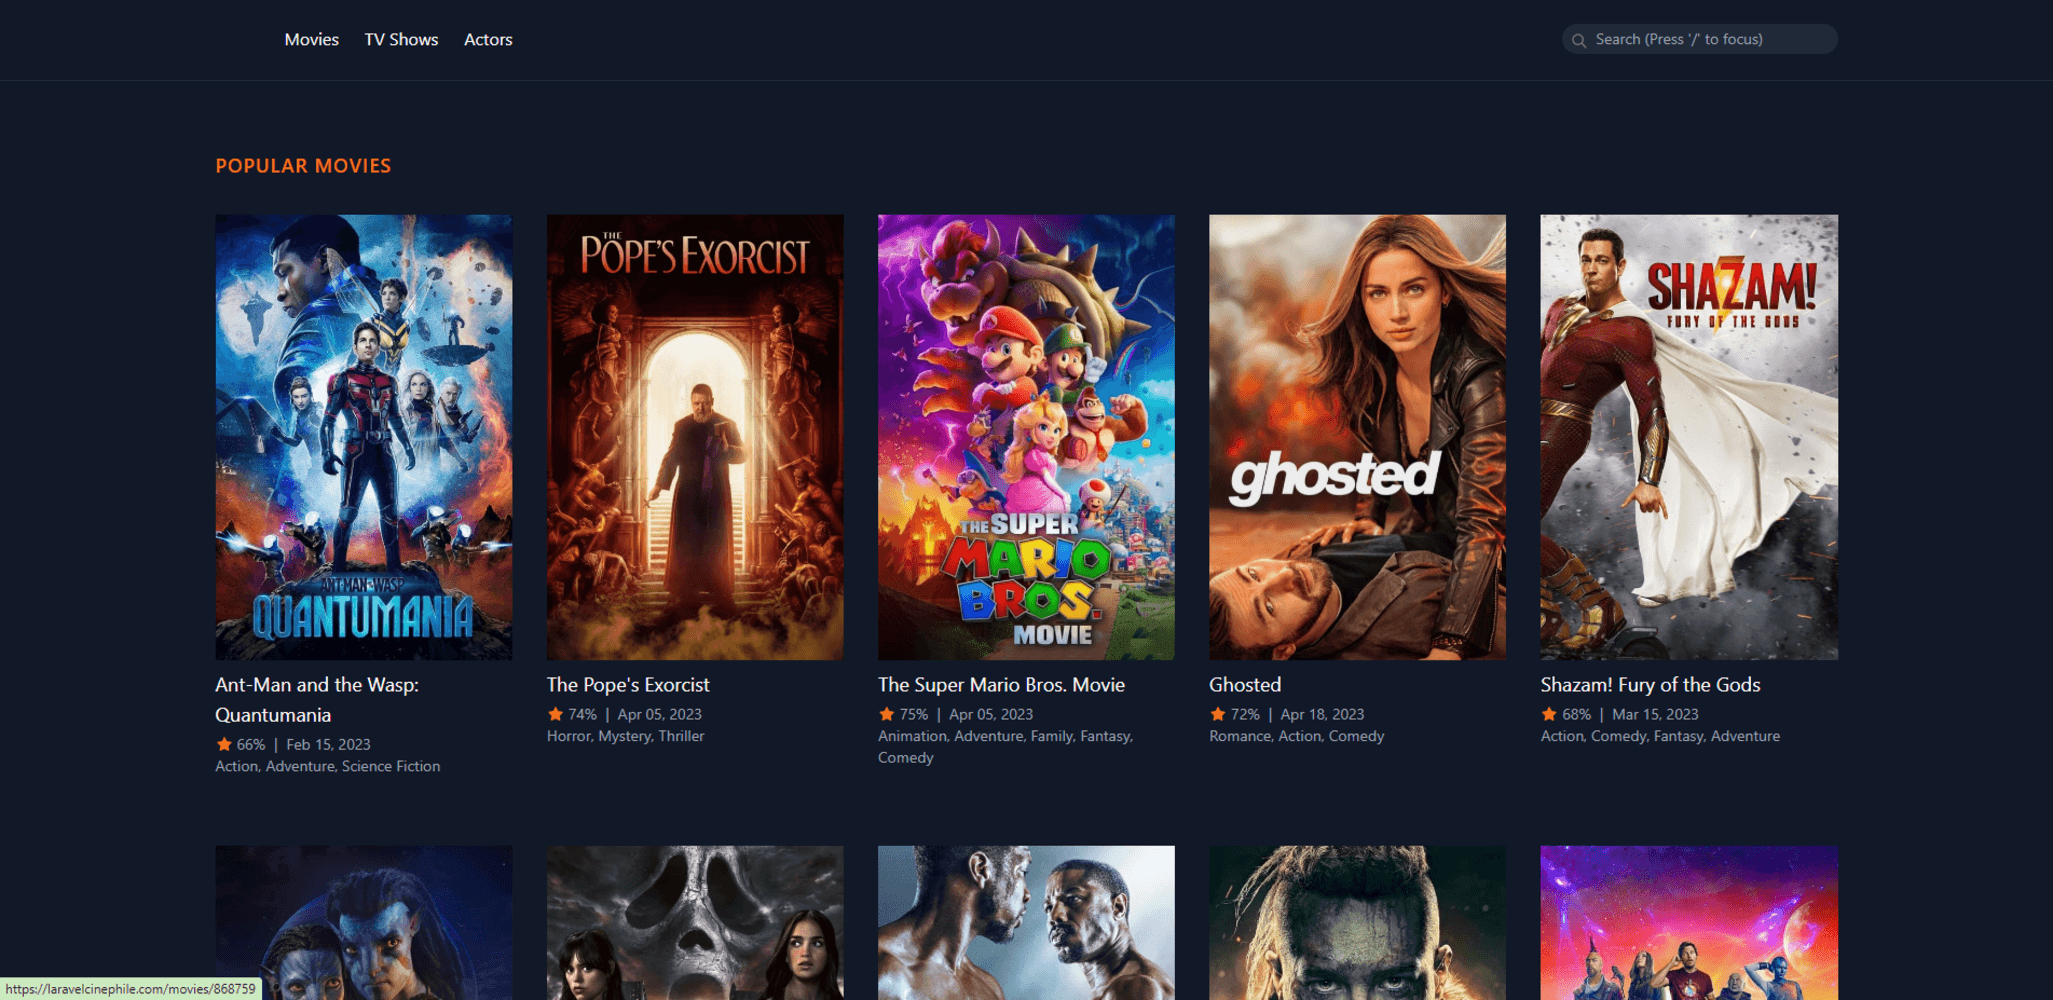 Movies TV Shows Actors
Search (Press '/' to focus)
POPULAR MOVIES
ANT-MAN AND THE WASP
QUANTUMANIA
THE
POPE'S EXORCIST
THE SUPER
MARIO
BROS.
MOVIE
ghosted
SHAZAM!
FURY OF THE GODS
Ant-Man and the Wasp:
Quantumania
66% | Feb 15, 2023
Action, Adventure, Science Fiction
The Pope's Exorcist
74% | Apr 05, 2023
Horror, Mystery, Thriller
The Super Mario Bros. Movie
75% | Apr 05, 2023
Animation, Adventure, Family, Fantasy,
Comedy
Ghosted
72% | Apr 18, 2023
Romance, Action, Comedy
Shazam! Fury of the Gods
68% | Mar 15, 2023
Action, Comedy, Fantasy, Adventure
https://laravelcinephile.com/movies/868759